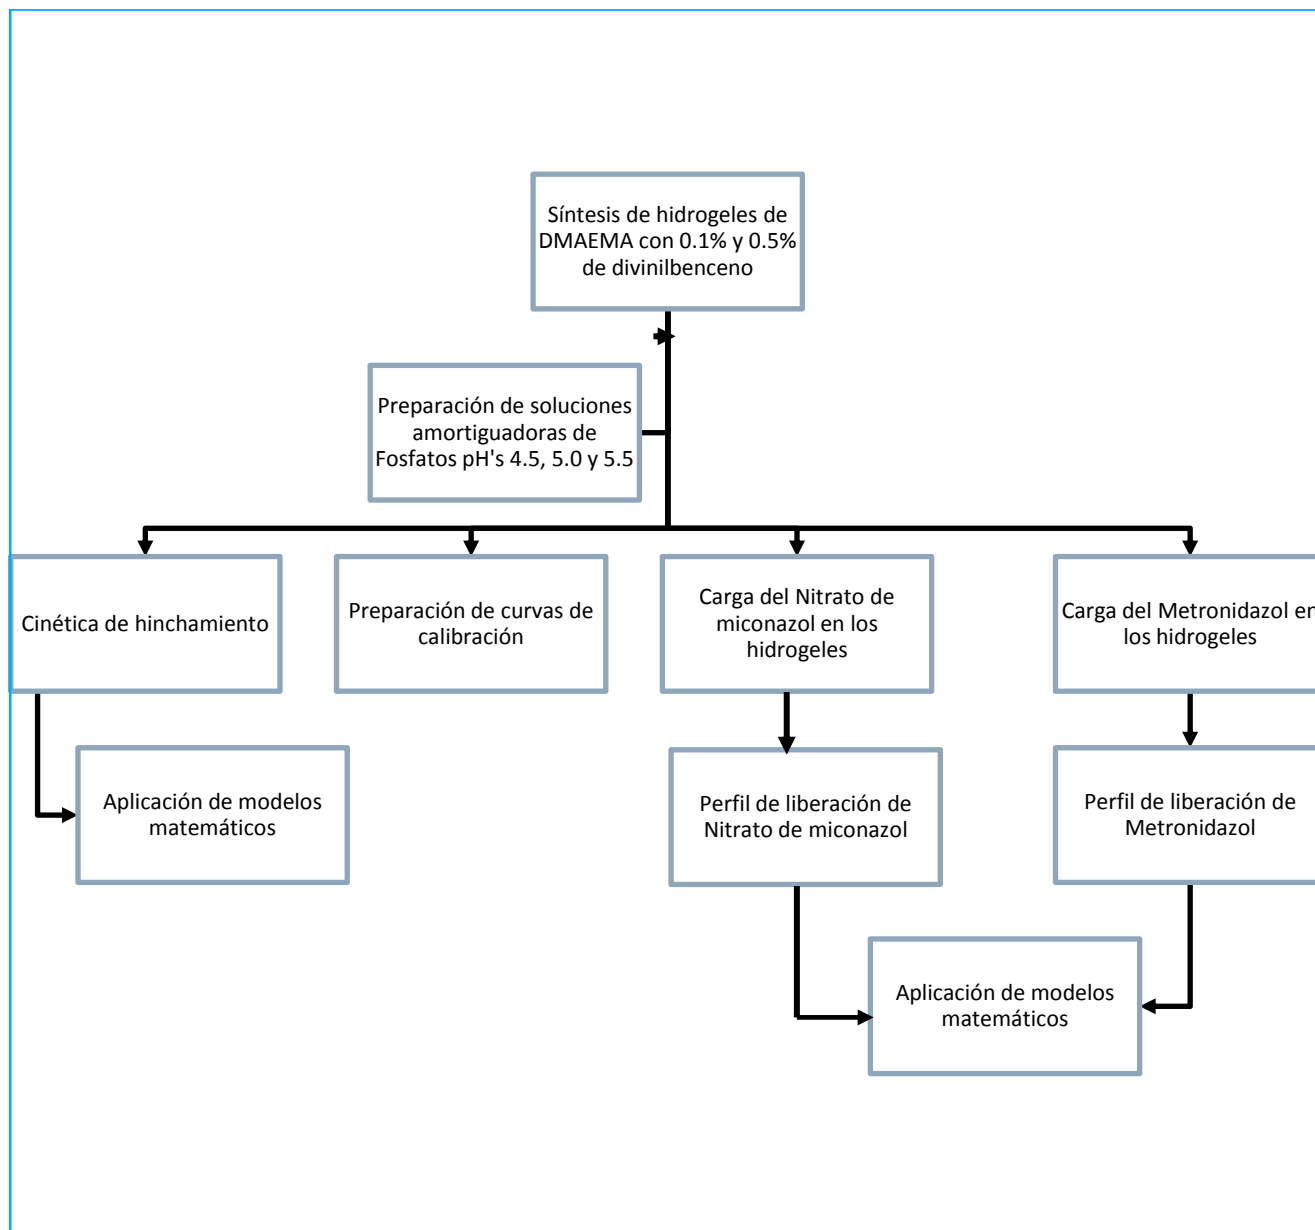 Síntesis de hidrogeles de
DMAEMA con 0.1% y 0.5%
de divinilbenceno
Preparación de soluciones
amortiguadoras de
Fosfatos pH's 4.5, 5.0 y 5.5
Cinética de hinchamiento
Preparación de curvas de
calibración
Carga del Nitrato de
miconazol en los
hidrogeles
Carga del Metronidazol en
los hidrogeles
Aplicación de modelos
matemáticos
Perfil de liberación de
Nitrato de miconazol
Perfil de liberación de
Metronidazol
Aplicación de modelos
matemáticos